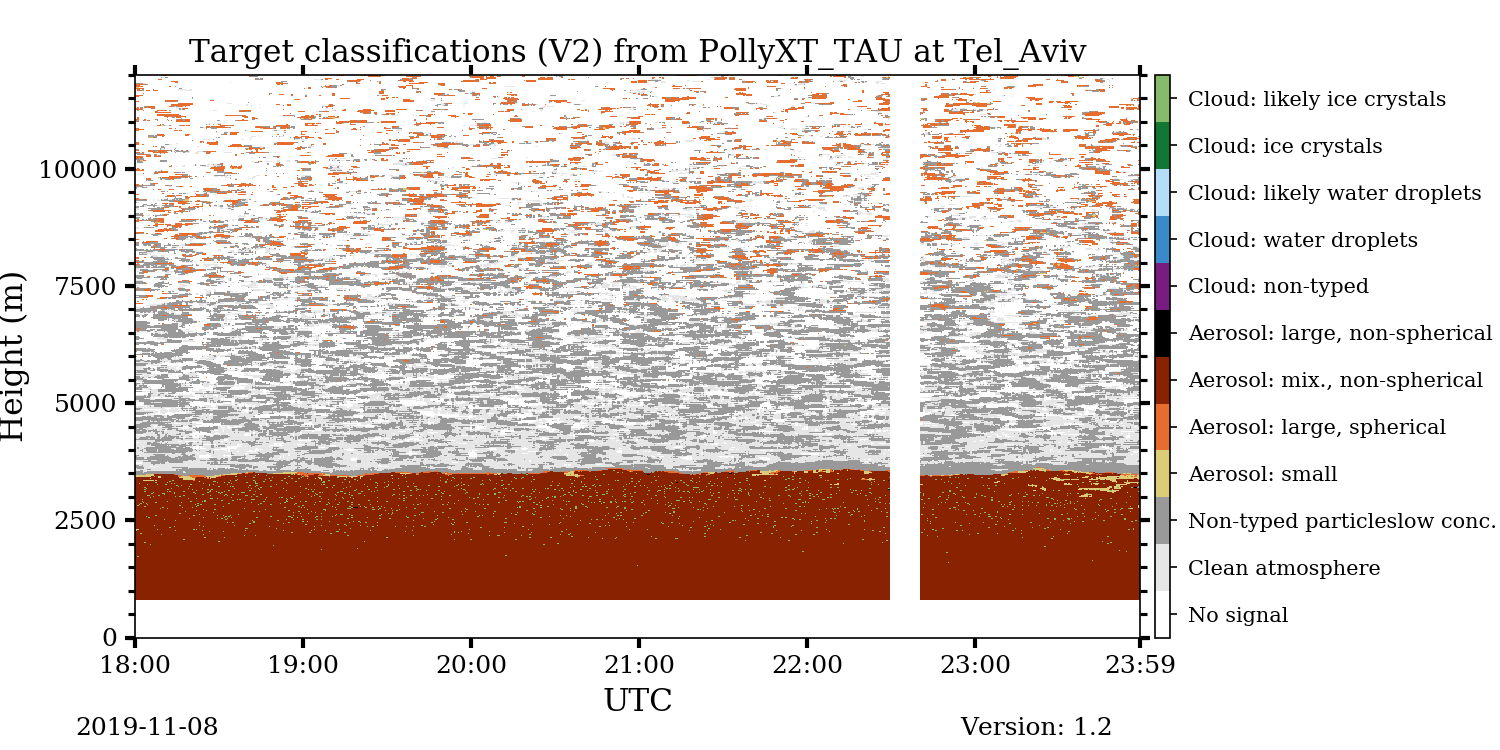 Target classifications (V2) from PollyXT_TAU at Tel_Aviv
Height (m)
10000
7500
5000
2500
0
18:00 19:00 20:00 21:00 22:00 23:00 23:59
UTC
2019-11-08 Version: 1.2
Cloud: likely ice crystals
Cloud: ice crystals
Cloud: likely water droplets
Cloud: water droplets
Cloud: non-typed
Aerosol: large, non-spherical
Aerosol: mix., non-spherical
Aerosol: large, spherical
Aerosol: small
Non-typed particleslow conc.
Clean atmosphere
No signal